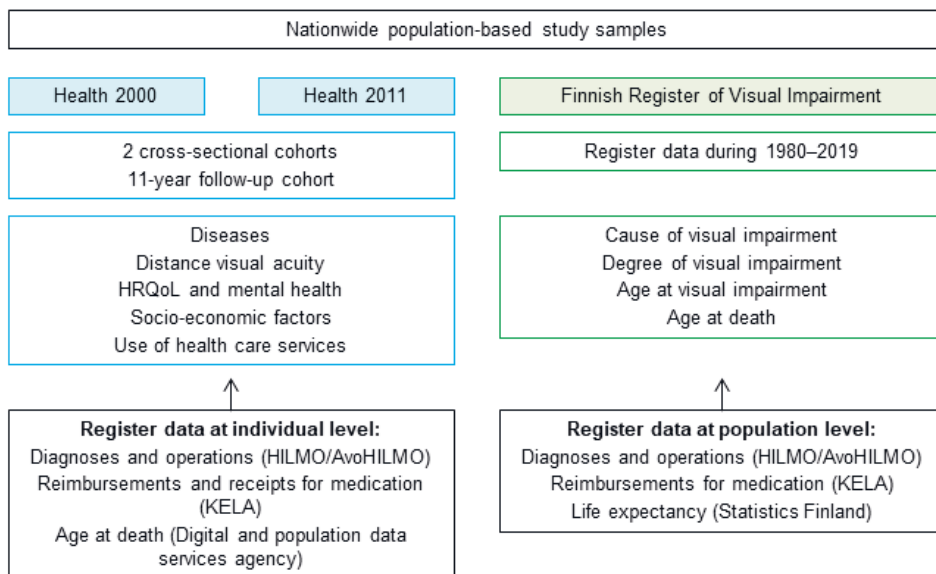 Nationwide population-based study samples
Health 2000
Health 2011
Finnish Register of Visual Impairment
2 cross-sectional cohorts
11-year follow-up cohort
Register data during 1980–2019
Diseases
Distance visual acuity
HRQoL and mental health
Socio-economic factors
Use of health care services
Cause of visual impairment
Degree of visual impairment
Age at visual impairment
Age at death
Register data at individual level:
Diagnoses and operations (HILMO/AvoHILMO)
Reimbursements and receipts for medication
(KELA)
Age at death (Digital and population data
services agency)
Register data at population level:
Diagnoses and operations (HILMO/AvoHILMO)
Reimbursements for medication (KELA)
Life expectancy (Statistics Finland)